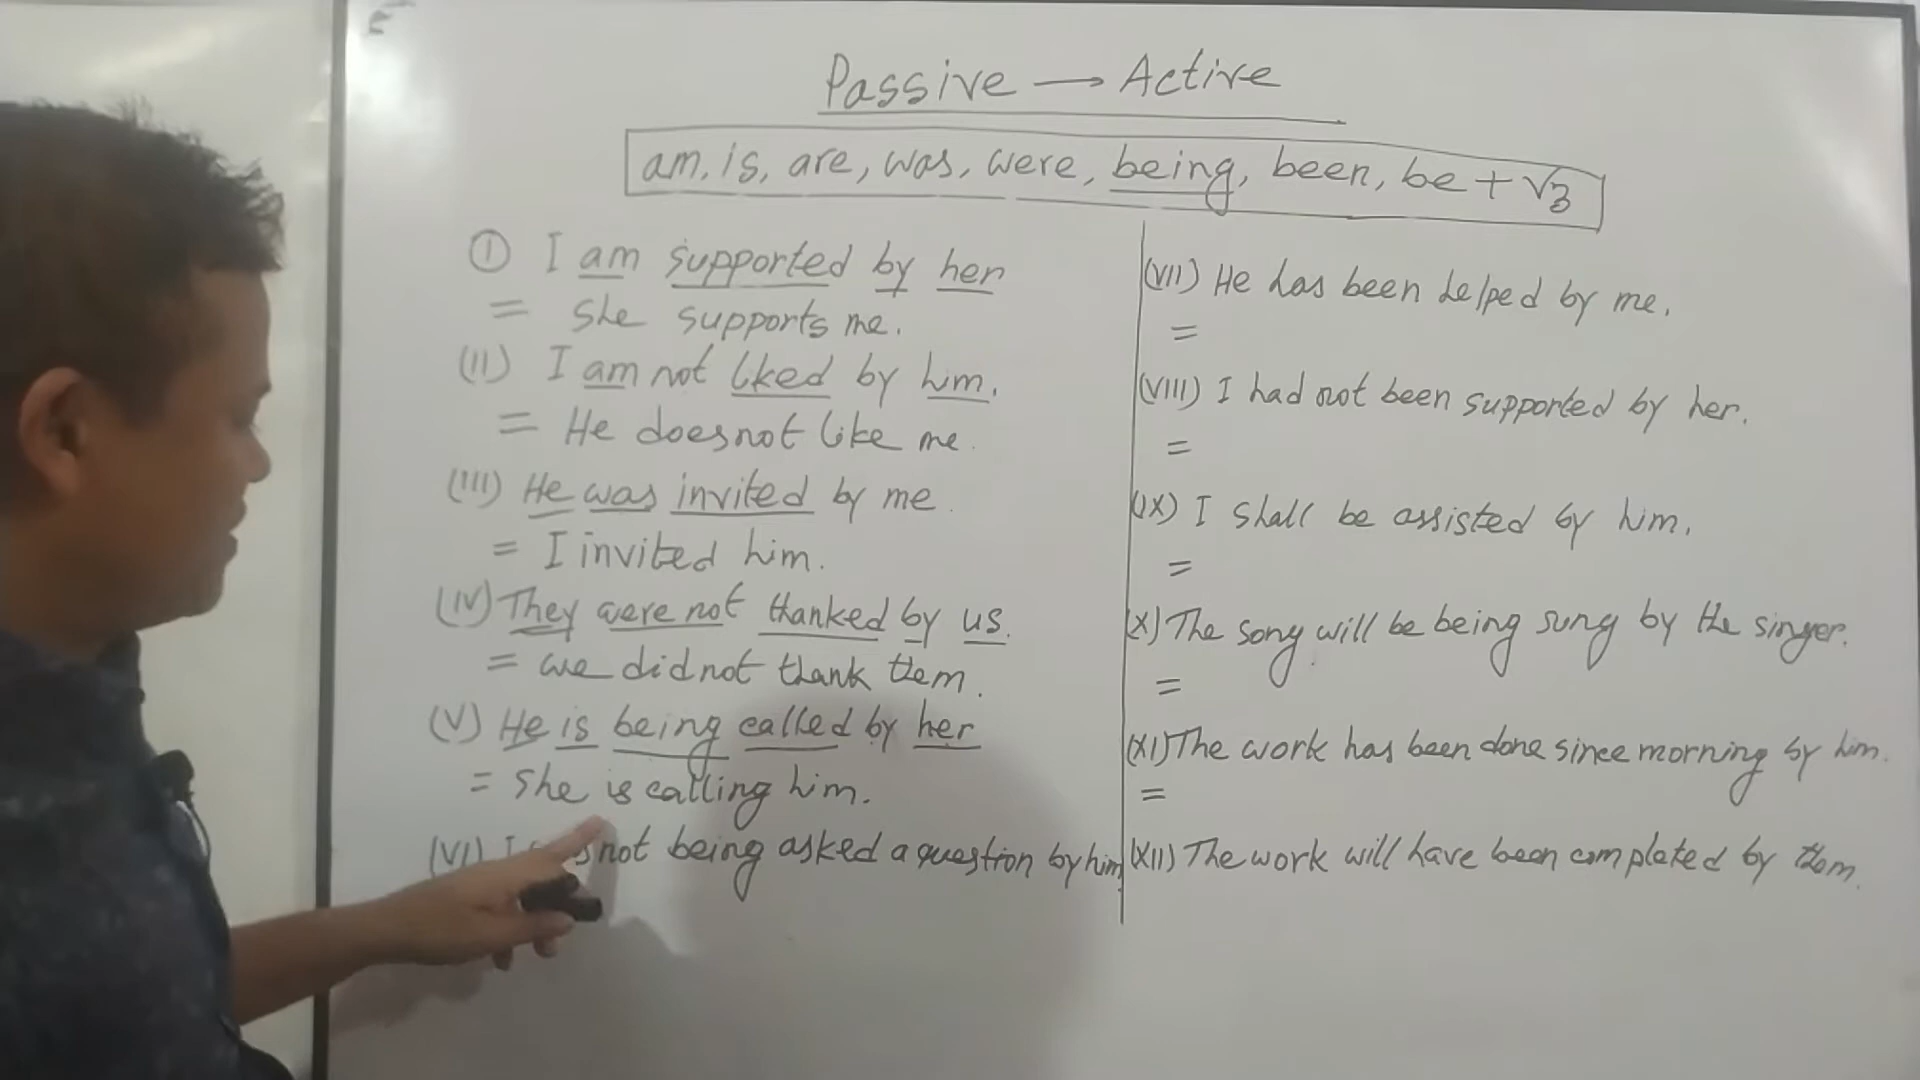 Passive → Active
am, is, are, was, were, being, been, be + V3
① I am supported by her
= she supports me.
(II) I am not lked by him.
= He does not like me.
(III) He was invited by me.
= I invited him.
(IV) They were not thanked by us.
= we did not thank them.
(V) He is being called by her
= she is calling him.
(VI) I not being asked a question by him.
(VII) He has been helped by me.
=
(VIII) I had not been supported by her.
=
(IX) I shall be assisted by him.
=
(X) The song will be being sung by the singer.
=
(XI) The work has been done since morning by him.
=
(XII) The work will have been completed by them.